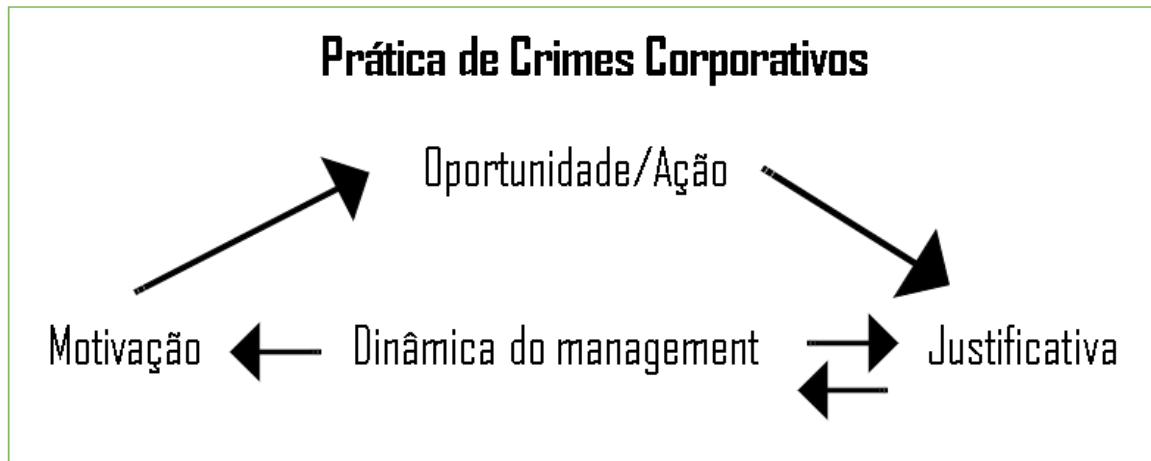 Prática de Crimes Corporativos
Oportunidade/Ação
Motivação Dinâmica do management Justificativa